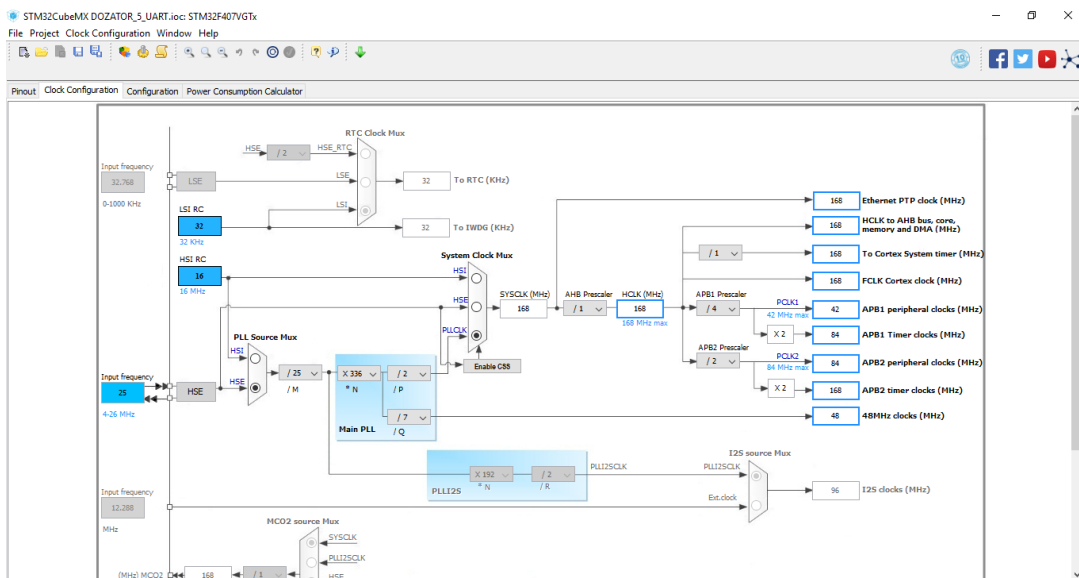 STM32CubeMX DOZATOR_5_UART.ioc: STM32F407VGTx
File Project Clock Configuration Window Help
Pinout Clock Configuration Configuration Power Consumption Calculator
RTC Clock Mux
HSE / 2 HSE_RTC
Input frequency
32.768
0-1000 KHz
LSE LSE
32 To RTC (KHz)
LSI RC
32
32 KHz
LSI
32 To IWDG (KHz)
HSI RC
16
16 MHz
System Clock Mux
HSI
HSE
PLLCLK
SYSCLK (MHz)
168
AHB Prescaler
/ 1
HCLK (MHz)
168
168 MHz max
Enable CSS
168 Ethernet PTP clock (MHz)
168 HCLK to AHB bus, core,
memory and DMA (MHz)
/ 1 168 To Cortex System timer (MHz)
168 FCLK Cortex clock (MHz)
APB1 Prescaler
/ 4
PCLK1
42 MHz max
42 APB1 peripheral clocks (MHz)
X 2 84 APB1 Timer clocks (MHz)
APB2 Prescaler
/ 2
PCLK2
84 MHz max
84 APB2 peripheral clocks (MHz)
X 2 168 APB2 timer clocks (MHz)
48 48MHz clocks (MHz)
PLL Source Mux
HSI
HSE
Input frequency
25
4-26 MHz
HSE
/ 25
/ M
X 336
* N
/ 2
/ P
/ 7
/ Q
Main PLL
X 192
* N
/ 2
/ R
PLLI2S
PLLI2SCLK
I2S source Mux
PLLI2SCLK
Ext.clock
96 I2S clocks (MHz)
Input frequency
12.288
MHz
MCO2 source Mux
SYSCLK
PLLI2SCLK
HSE
(MHz) MCO2 168 / 1